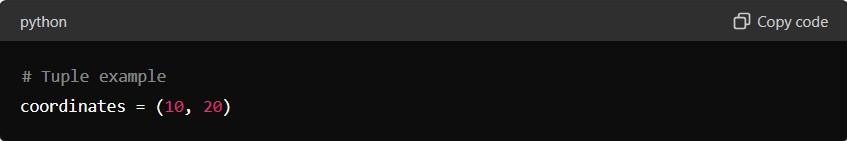 python Copy code
# Tuple example
coordinates = (10, 20)